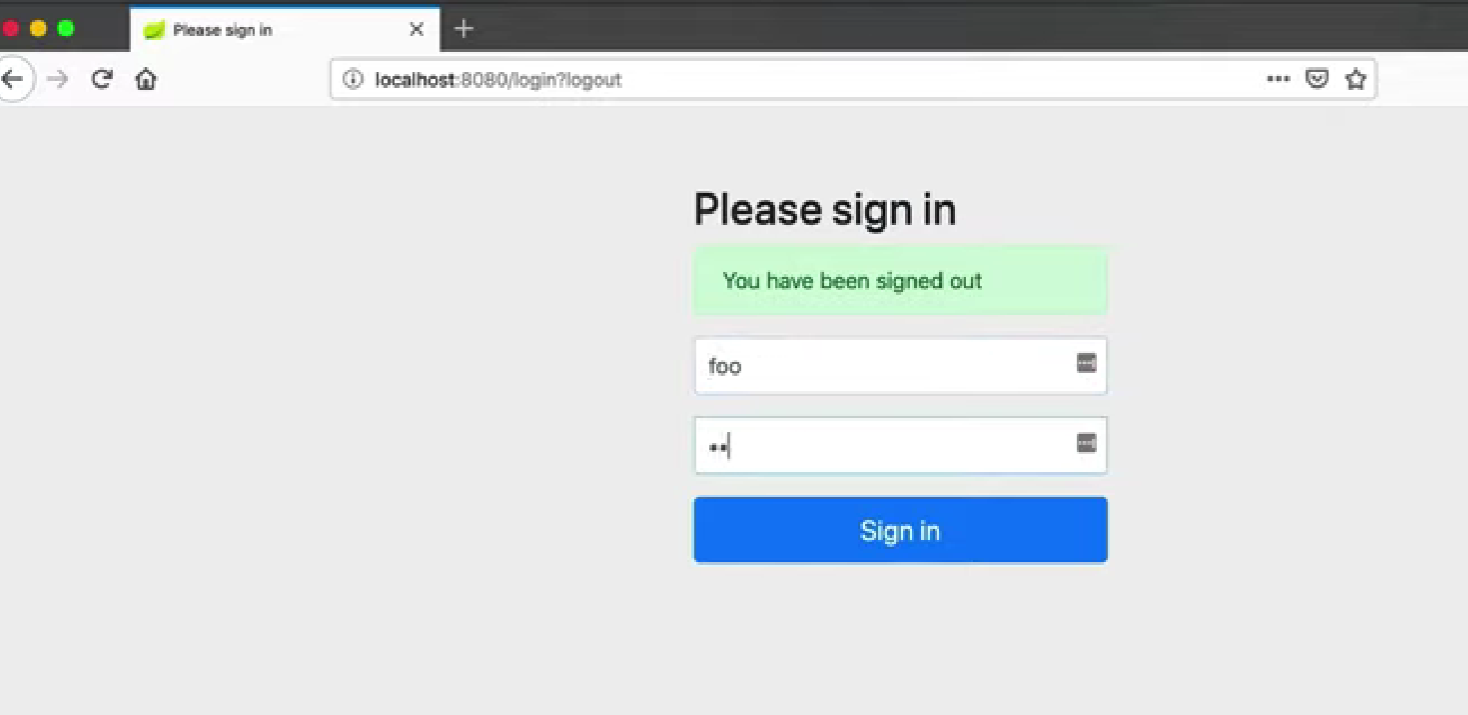 Please sign in
localhost:8080/login?logout
Please sign in
You have been signed out
foo
••
Sign in